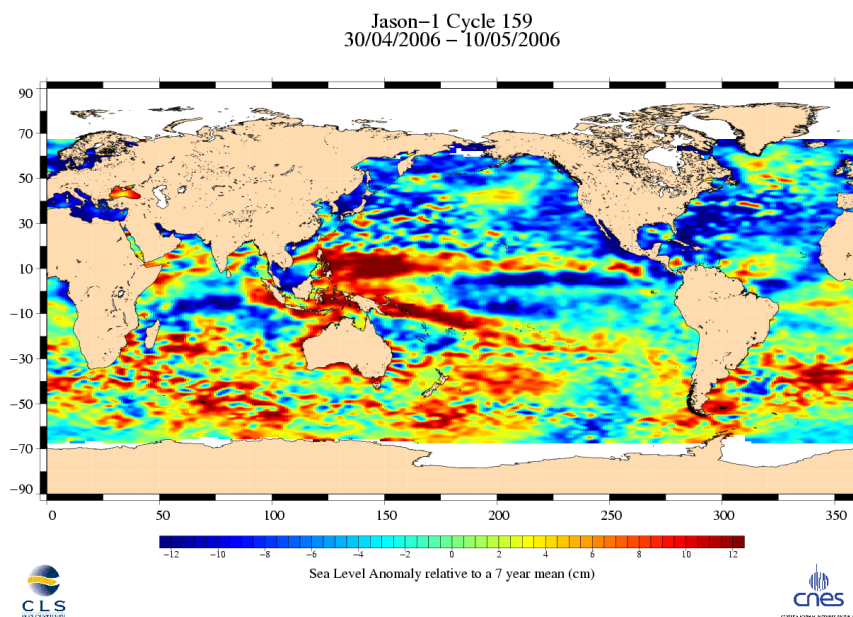 Jason−1 Cycle 159
30/04/2006 − 10/05/2006
90
70
50
30
10
−10
−30
−50
−70
−90
0 50 100 150 200 250 300 350
−12 −10 −8 −6 −4 −2 0 2 4 6 8 10 12
Sea Level Anomaly relative to a 7 year mean (cm)
CLS
cnes